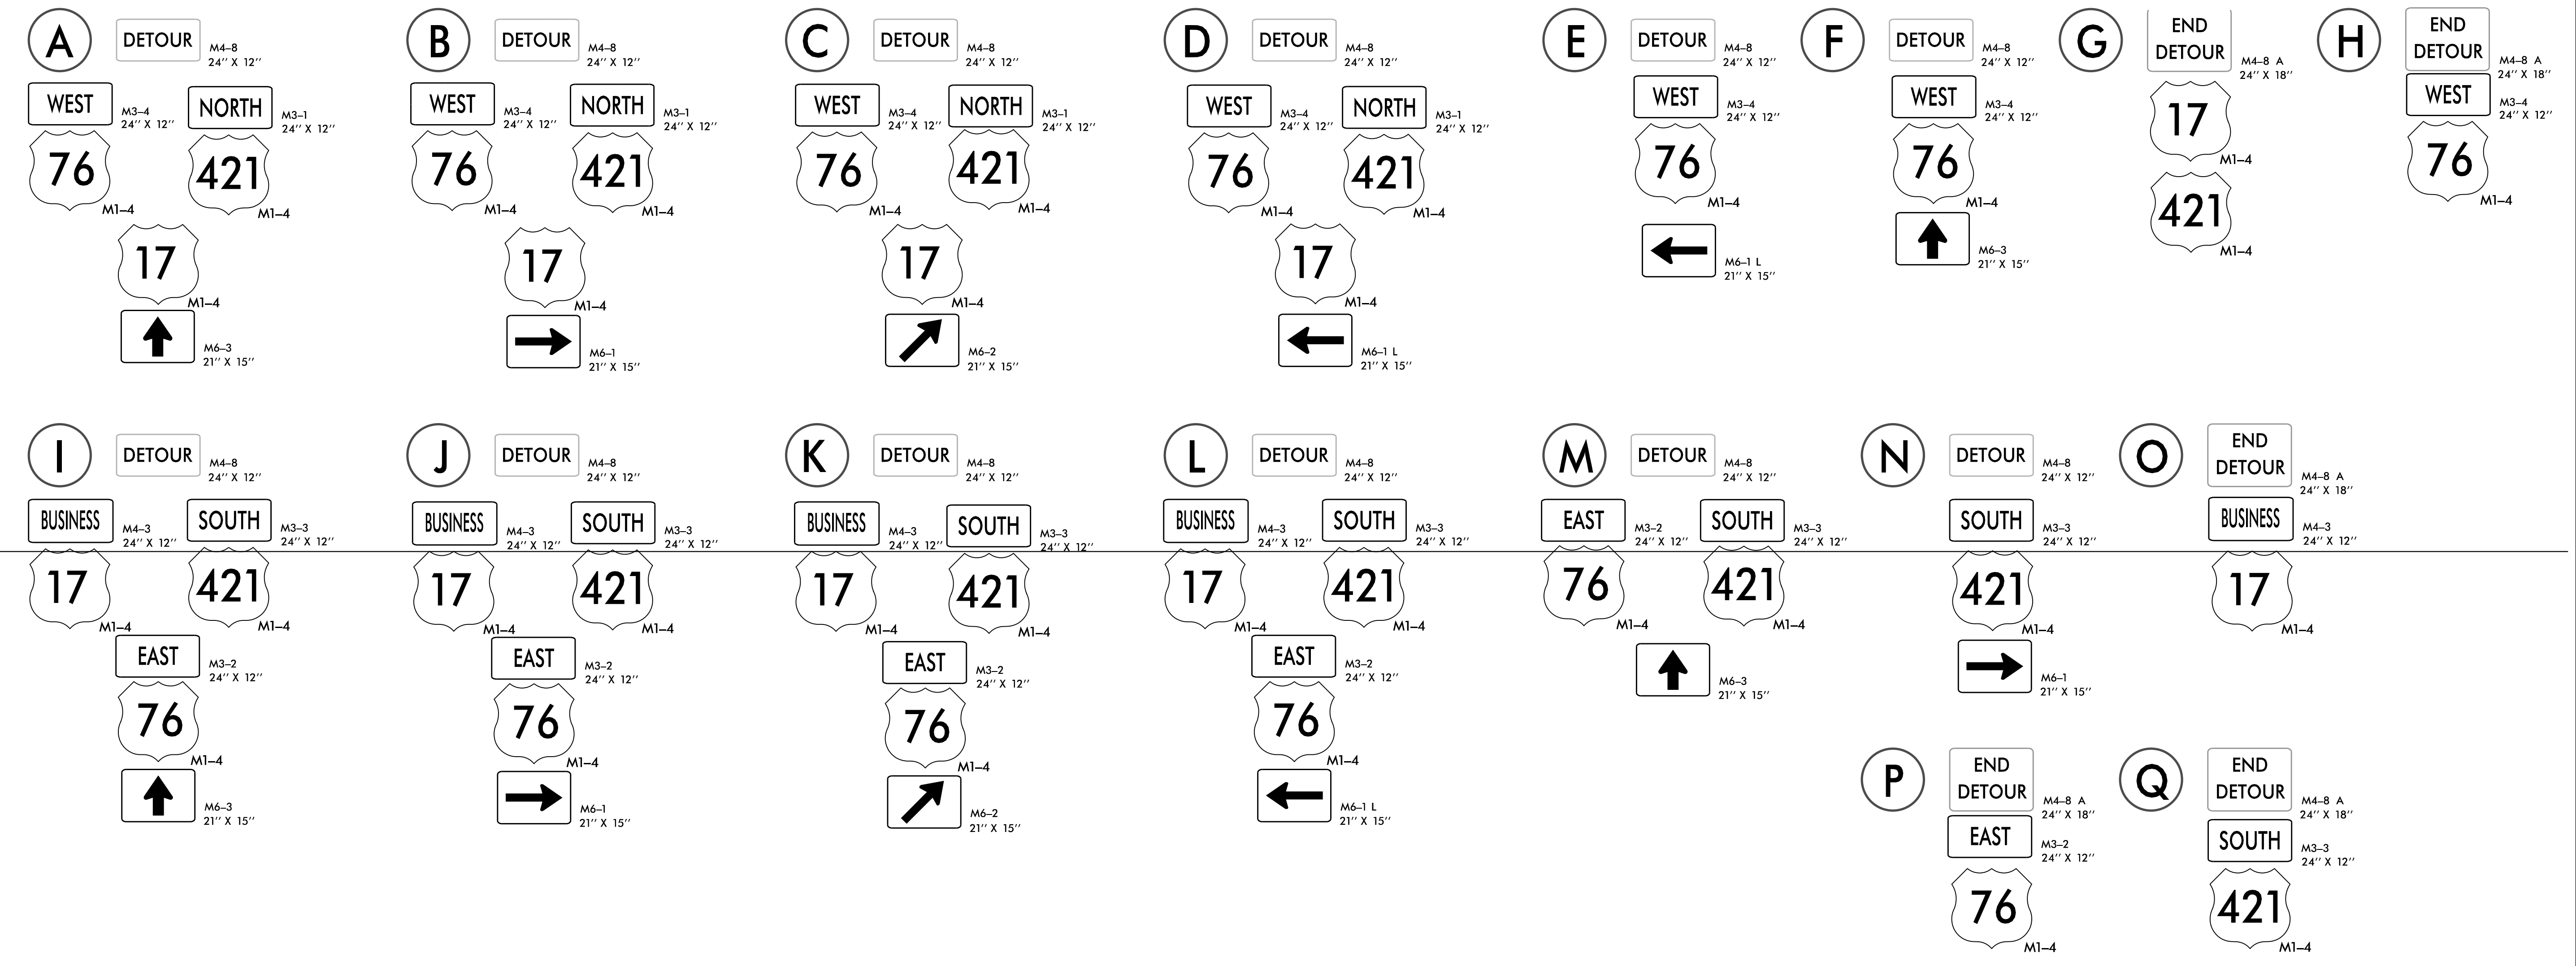 A
DETOUR
M4–8
24'' X 12''
WEST
M3–4
24'' X 12''
NORTH
M3–1
24'' X 12''
76
M1–4
421
M1–4
17
M1–4
M6–3
21'' X 15''
B
DETOUR
M4–8
24'' X 12''
WEST
M3–4
24'' X 12''
NORTH
M3–1
24'' X 12''
76
M1–4
421
M1–4
17
M1–4
M6–1
21'' X 15''
C
DETOUR
M4–8
24'' X 12''
WEST
M3–4
24'' X 12''
NORTH
M3–1
24'' X 12''
76
M1–4
421
M1–4
17
M1–4
M6–2
21'' X 15''
D
DETOUR
M4–8
24'' X 12''
WEST
M3–4
24'' X 12''
NORTH
M3–1
24'' X 12''
76
M1–4
421
M1–4
17
M1–4
M6–1 L
21'' X 15''
E
DETOUR
M4–8
24'' X 12''
WEST
M3–4
24'' X 12''
76
M1–4
M6–1 L
21'' X 15''
F
DETOUR
M4–8
24'' X 12''
WEST
M3–4
24'' X 12''
76
M1–4
M6–3
21'' X 15''
G
END
DETOUR
M4–8 A
24'' X 18''
17
M1–4
421
M1–4
H
END
DETOUR
M4–8 A
24'' X 18''
WEST
M3–4
24'' X 12''
76
M1–4
I
DETOUR
M4–8
24'' X 12''
BUSINESS
M4–3
24'' X 12''
SOUTH
M3–3
24'' X 12''
17
M1–4
421
M1–4
EAST
M3–2
24'' X 12''
76
M1–4
M6–3
21'' X 15''
J
DETOUR
M4–8
24'' X 12''
BUSINESS
M4–3
24'' X 12''
SOUTH
M3–3
24'' X 12''
17
M1–4
421
M1–4
EAST
M3–2
24'' X 12''
76
M1–4
M6–1
21'' X 15''
K
DETOUR
M4–8
24'' X 12''
BUSINESS
M4–3
24'' X 12''
SOUTH
M3–3
24'' X 12''
17
M1–4
421
M1–4
EAST
M3–2
24'' X 12''
76
M1–4
M6–2
21'' X 15''
L
DETOUR
M4–8
24'' X 12''
BUSINESS
M4–3
24'' X 12''
SOUTH
M3–3
24'' X 12''
17
M1–4
421
M1–4
EAST
M3–2
24'' X 12''
76
M1–4
M6–1 L
21'' X 15''
M
DETOUR
M4–8
24'' X 12''
EAST
M3–2
24'' X 12''
SOUTH
M3–3
24'' X 12''
76
M1–4
421
M1–4
M6–3
21'' X 15''
N
DETOUR
M4–8
24'' X 12''
SOUTH
M3–3
24'' X 12''
421
M1–4
M6–1
21'' X 15''
O
END
DETOUR
M4–8 A
24'' X 18''
BUSINESS
M4–3
24'' X 12''
17
M1–4
P
END
DETOUR
M4–8 A
24'' X 18''
EAST
M3–2
24'' X 12''
76
M1–4
Q
END
DETOUR
M4–8 A
24'' X 18''
SOUTH
M3–3
24'' X 12''
421
M1–4